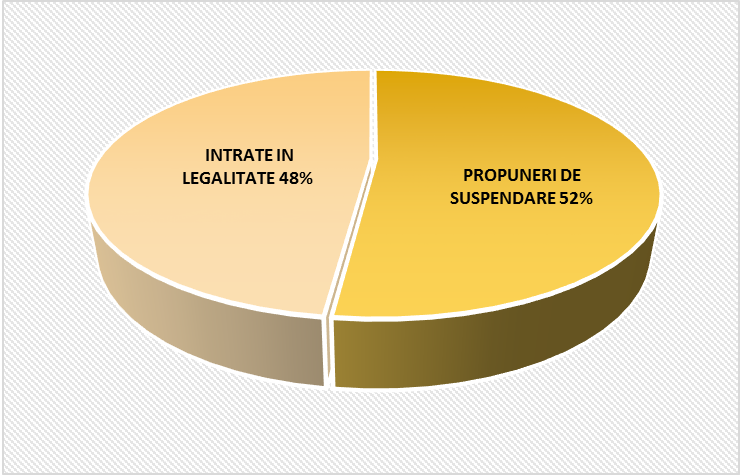 INTRATE IN
LEGALITATE 48%
PROPUNERI DE
SUSPENDARE 52%